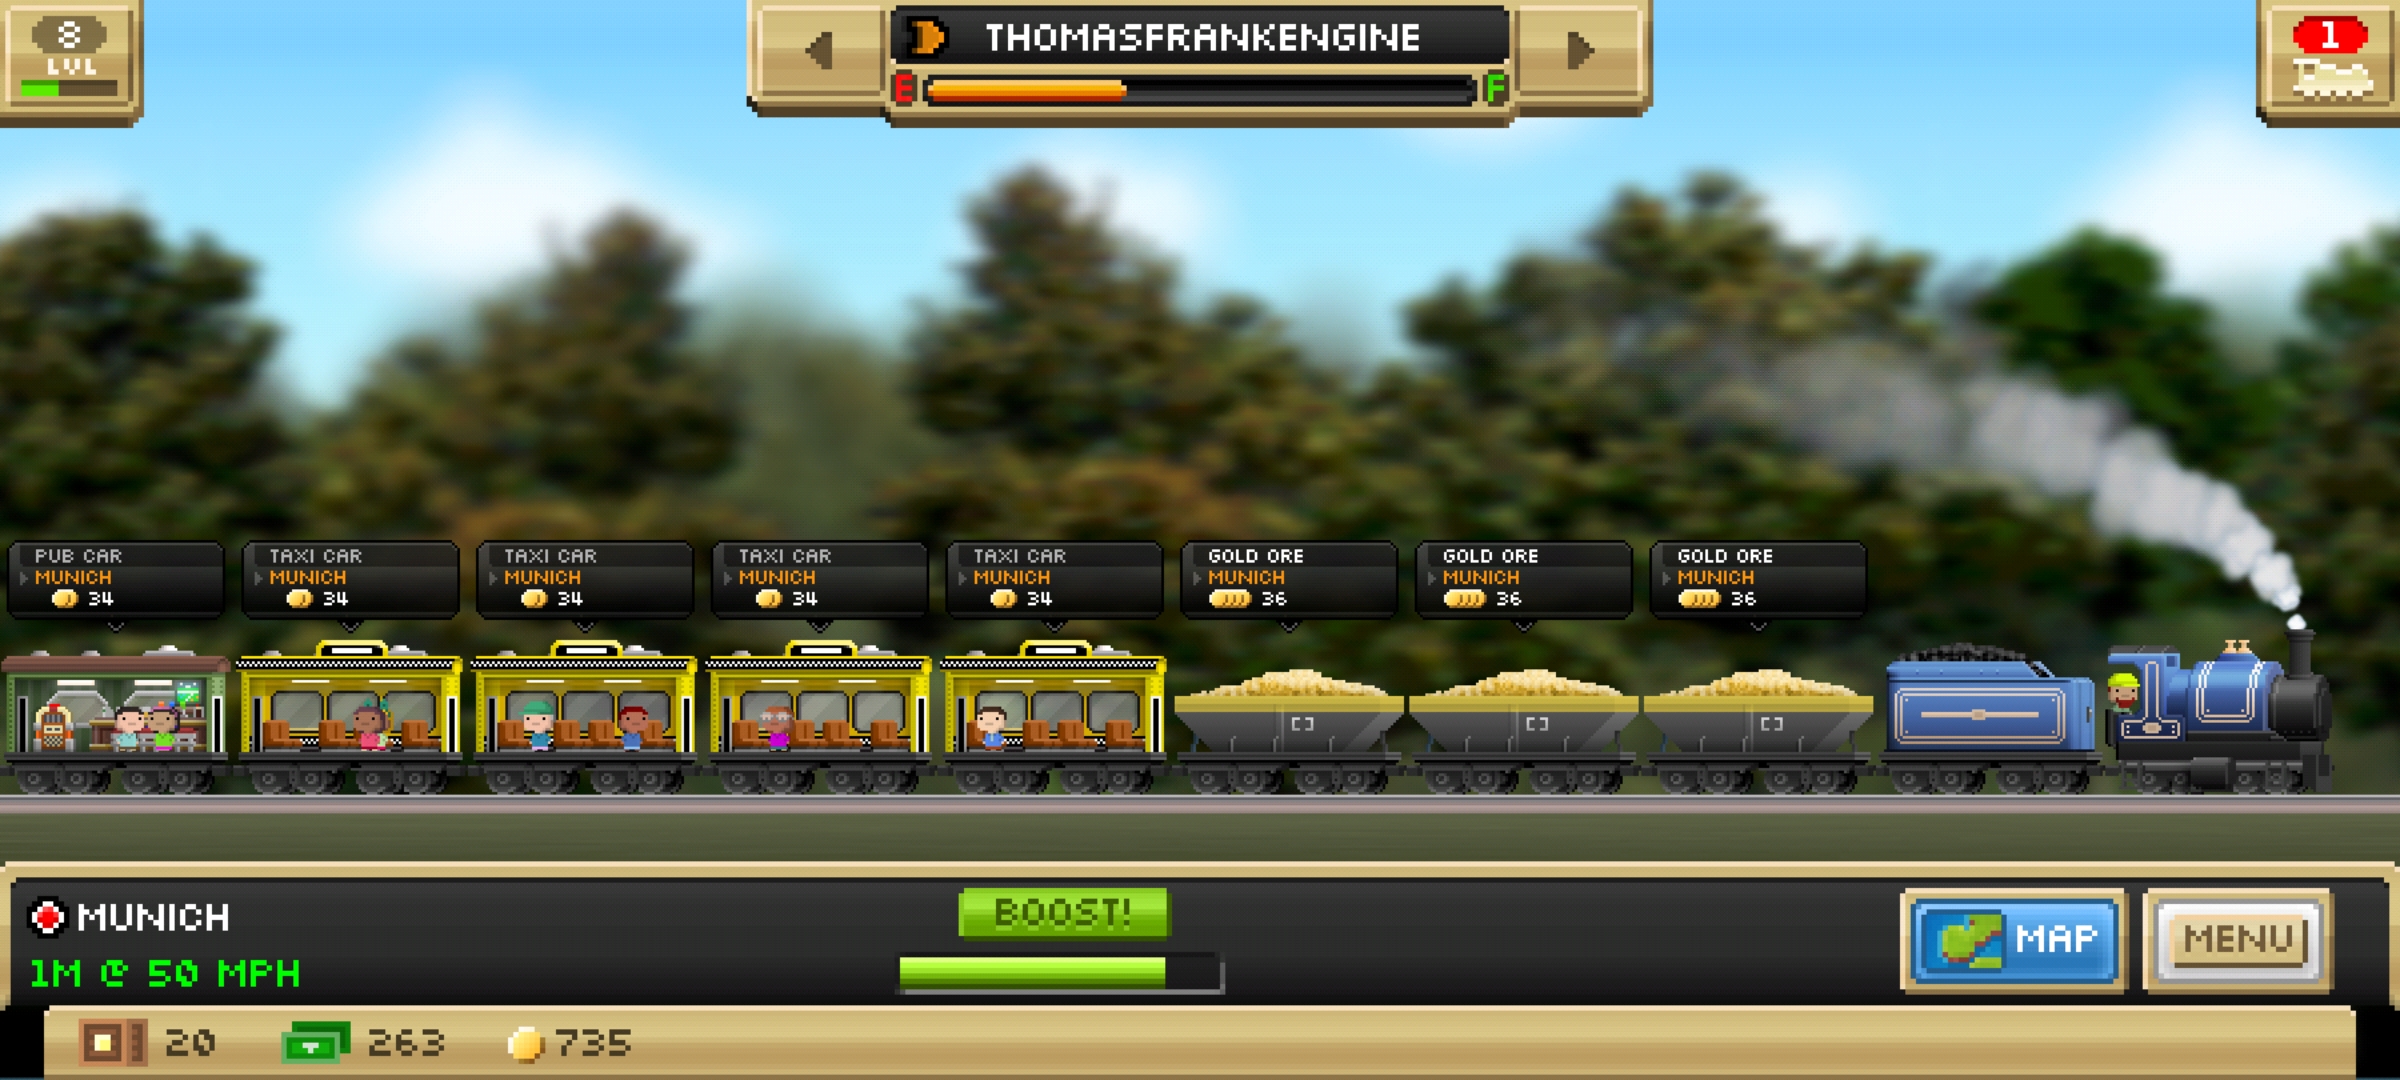 8
LVL
THOMASFRANKENGINE
E F
1
PUB CAR
MUNICH
34
TAXI CAR
MUNICH
34
TAXI CAR
MUNICH
34
TAXI CAR
MUNICH
34
TAXI CAR
MUNICH
34
GOLD ORE
MUNICH
36
GOLD ORE
MUNICH
36
GOLD ORE
MUNICH
36
MUNICH
1M @ 50 MPH
BOOST!
MAP
MENU
20 263 735